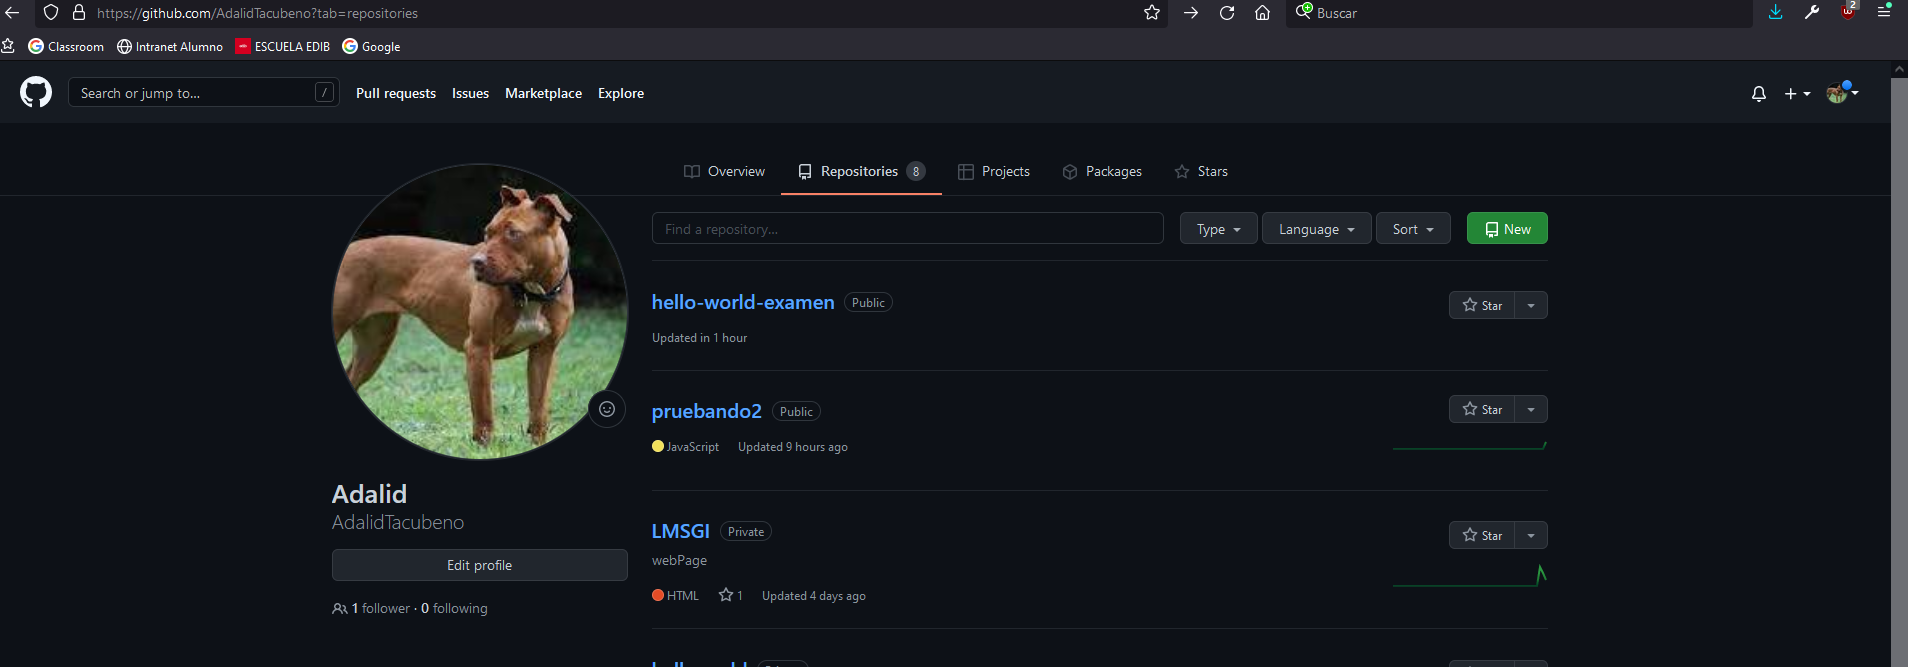 https://github.com/AdalidTacubeno?tab=repositories
Buscar
2
Classroom
Intranet Alumno
ESCUELA EDIB
Google
Search or jump to...
/
Pull requests
Issues
Marketplace
Explore
Overview
Repositories 8
Projects
Packages
Stars
Find a repository...
Type
Language
Sort
New
hello-world-examen Public
Star
Updated in 1 hour
pruebando2 Public
Star
JavaScript Updated 9 hours ago
Adalid
AdalidTacubeno
Edit profile
1 follower · 0 following
LMSGI Private
Star
webPage
HTML 1 Updated 4 days ago